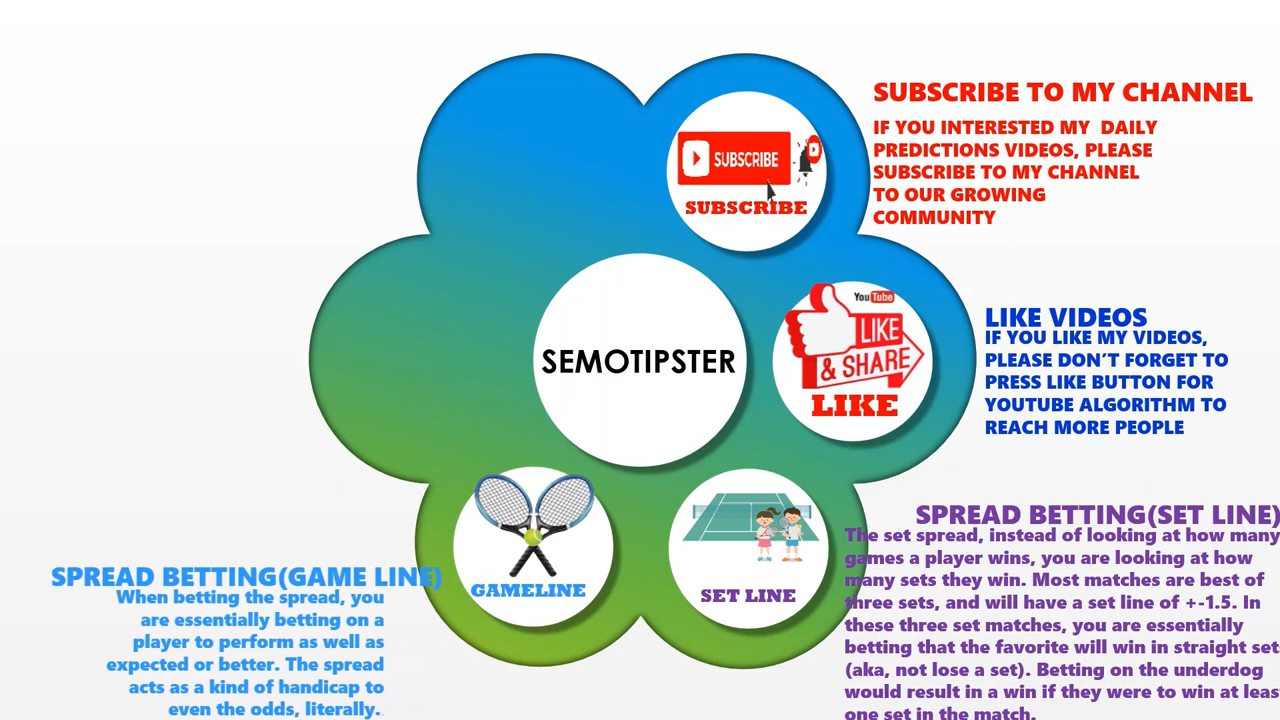 SUBSCRIBE TO MY CHANNEL
IF YOU INTERESTED MY DAILY
PREDICTIONS VIDEOS, PLEASE
SUBSCRIBE TO MY CHANNEL
TO OUR GROWING
COMMUNITY
SUBSCRIBE
SUBSCRIBE
SEMOTIPSTER
You Tube
LIKE
& SHARE
LIKE
LIKE VIDEOS
IF YOU LIKE MY VIDEOS,
PLEASE DON'T FORGET TO
PRESS LIKE BUTTON FOR
YOUTUBE ALGORITHM TO
REACH MORE PEOPLE
SPREAD BETTING(SET LINE)
The set spread, instead of looking at how many
games a player wins, you are looking at how
many sets they win. Most matches are best of
three sets, and will have a set line of +-1.5. In
these three set matches, you are essentially
betting that the favorite will win in straight set
(aka, not lose a set). Betting on the underdog
would result in a win if they were to win at leas
one set in the match.
SET LINE
GAMELINE
SPREAD BETTING(GAME LINE)
When betting the spread, you
are essentially betting on a
player to perform as well as
expected or better. The spread
acts as a kind of handicap to
even the odds, literally..